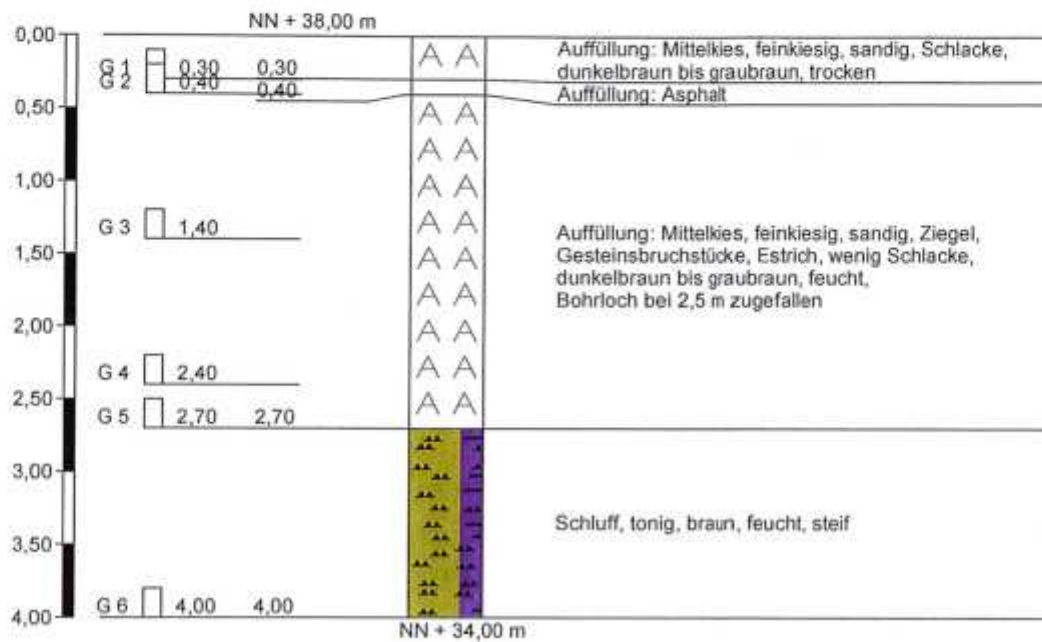 NN + 38,00 m
0,00
G 1 0,30 0,30
Auffüllung: Mittelkies, feinkiesig, sandig, Schlacke,
dunkelbraun bis graubraun, trocken
G 2 0,40 0,40
Auffüllung: Asphalt
0,50
1,00
G 3 1,40
1,50
Auffüllung: Mittelkies, feinkiesig, sandig, Ziegel,
Gesteinsbruchstücke, Estrich, wenig Schlacke,
dunkelbraun bis graubraun, feucht,
Bohrloch bei 2,5 m zugefallen
2,00
G 4 2,40
2,50
G 5 2,70 2,70
3,00
Schluff, tonig, braun, feucht, steif
3,50
G 6 4,00 4,00
4,00
NN + 34,00 m